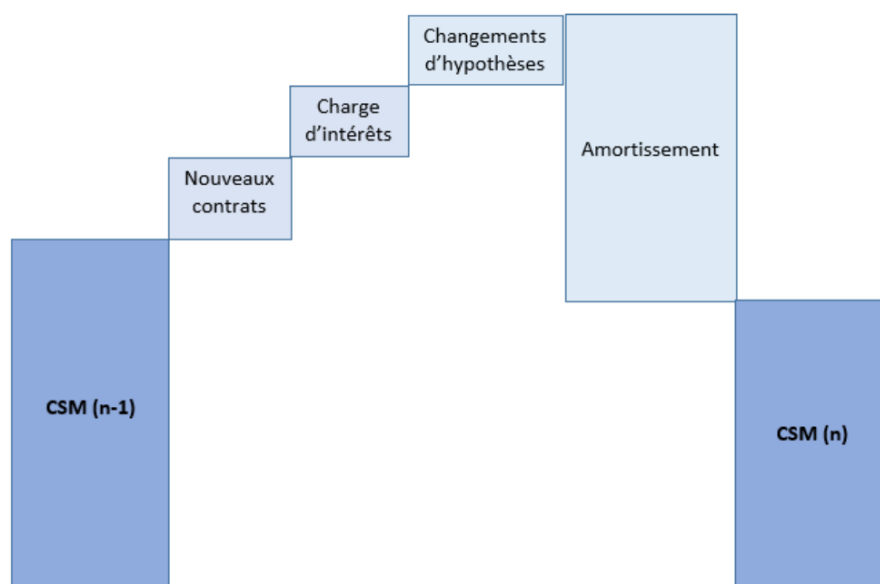 Changements
d’hypothèses
Charge
d’intérêts
Amortissement
Nouveaux
contrats
CSM (n-1)
CSM (n)